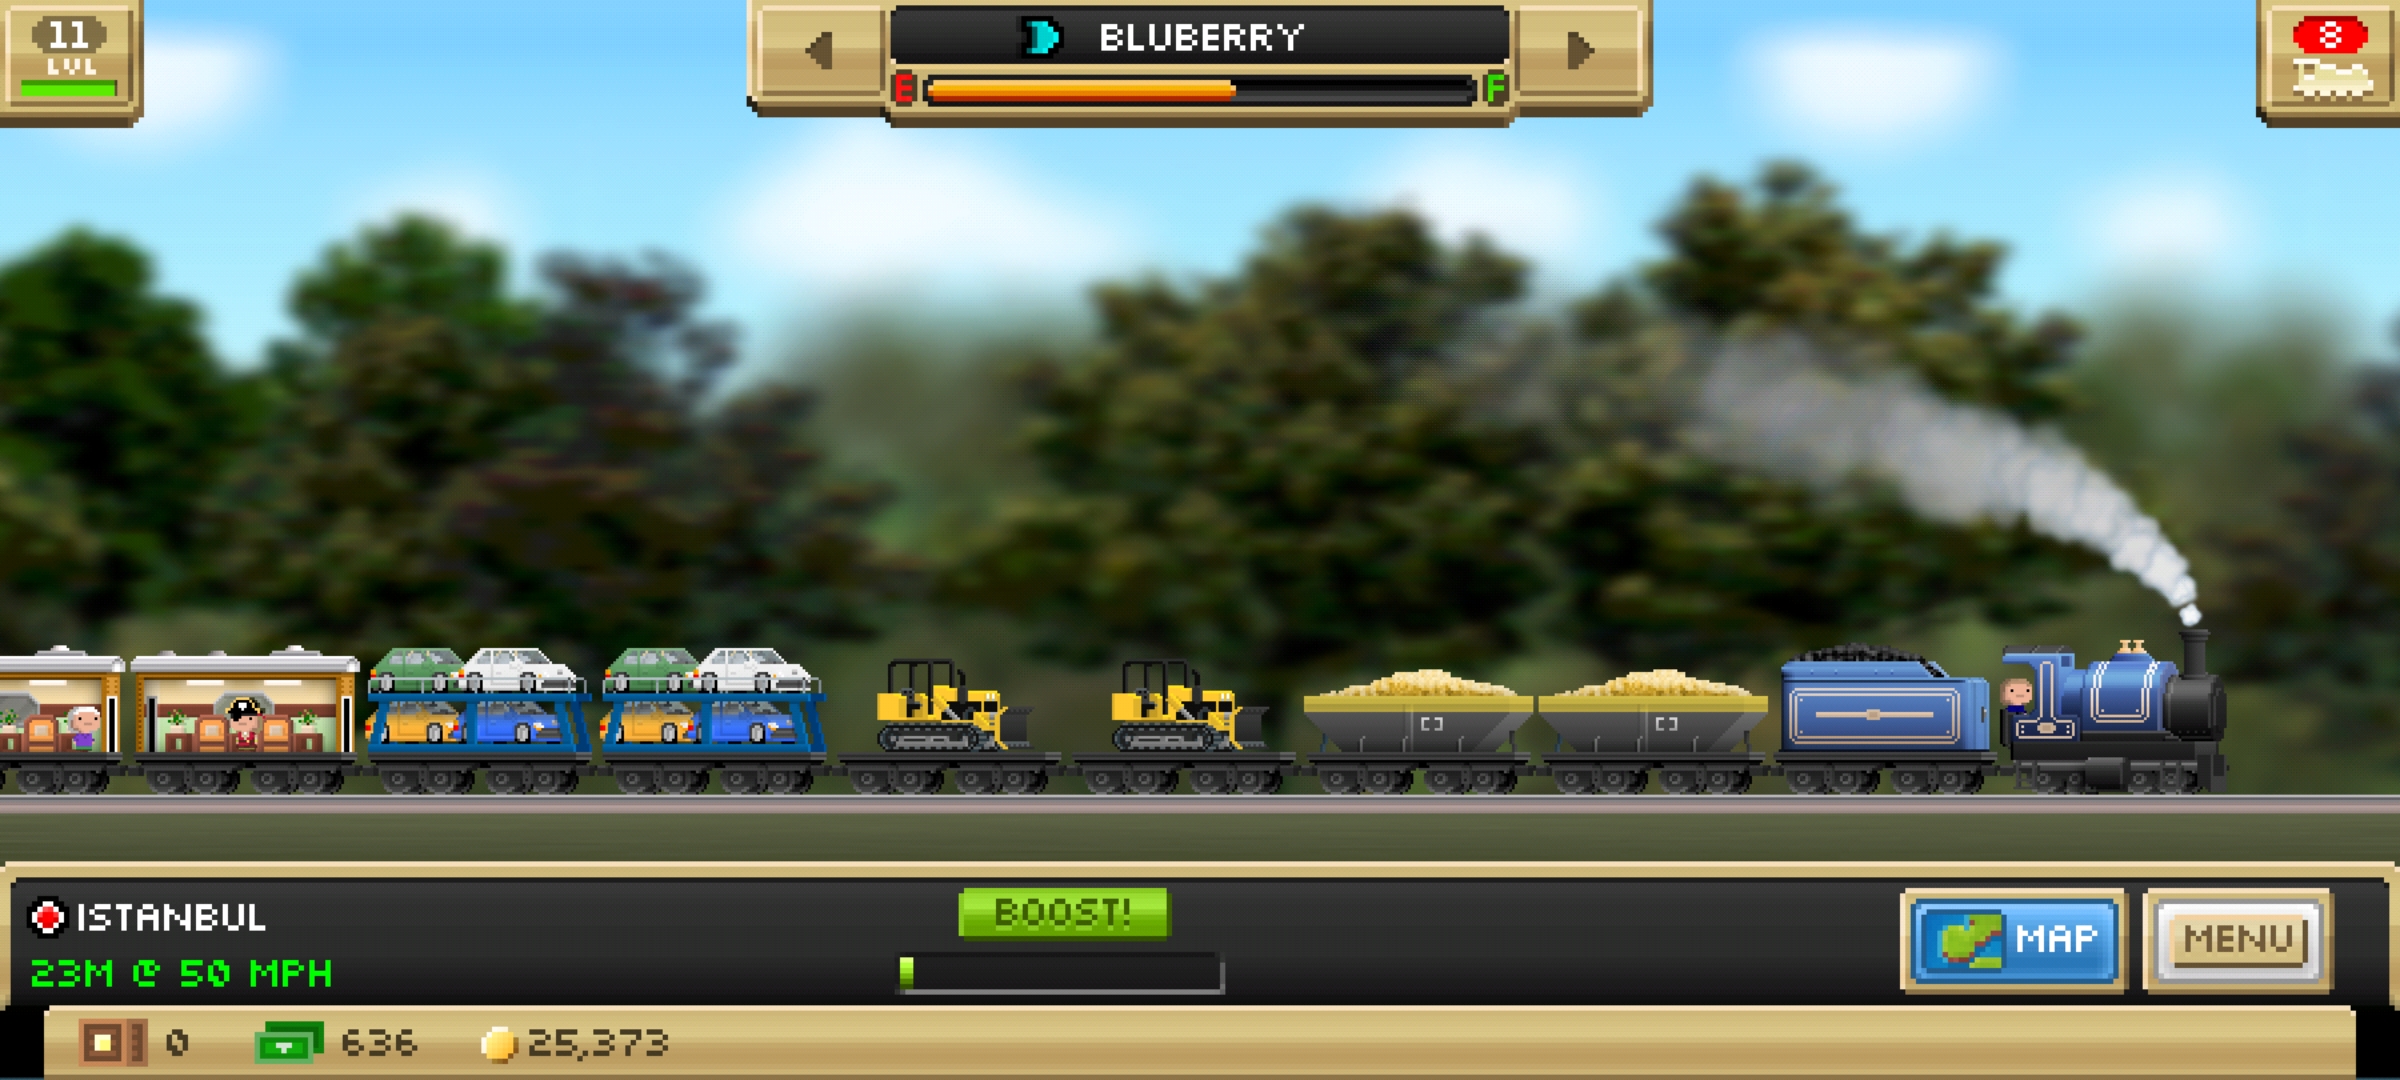 11
LVL
BLUBERRY
E F
8
ISTANBUL
23M @ 50 MPH
BOOST!
MAP
MENU
0 636 25,373